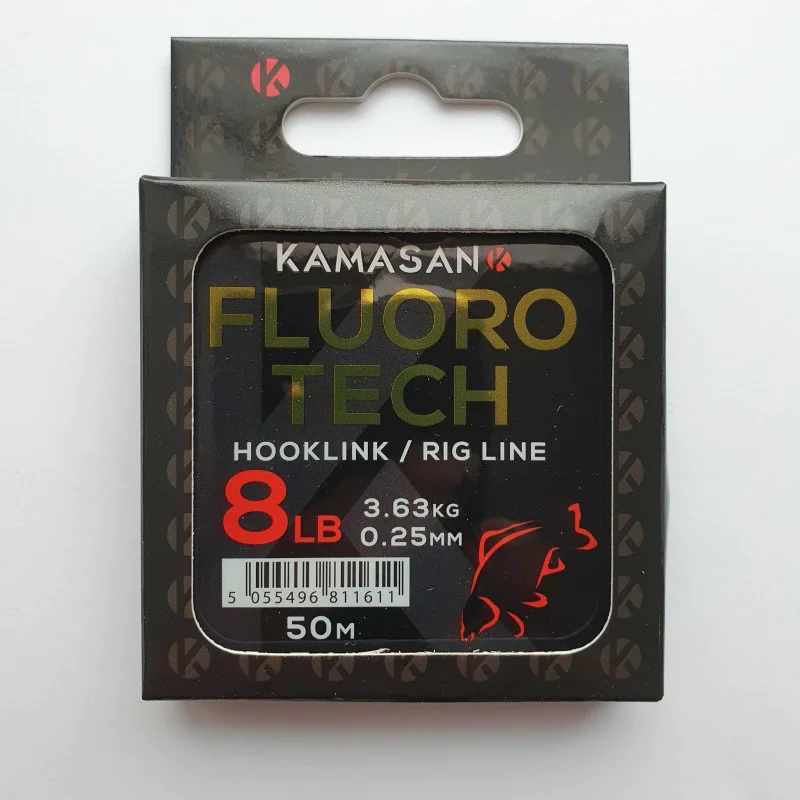 KAMASAN
FLUORO
TECH
HOOKLINK / RIG LINE
8LB
3.63KG
0.25MM
5 055496 811611
50M